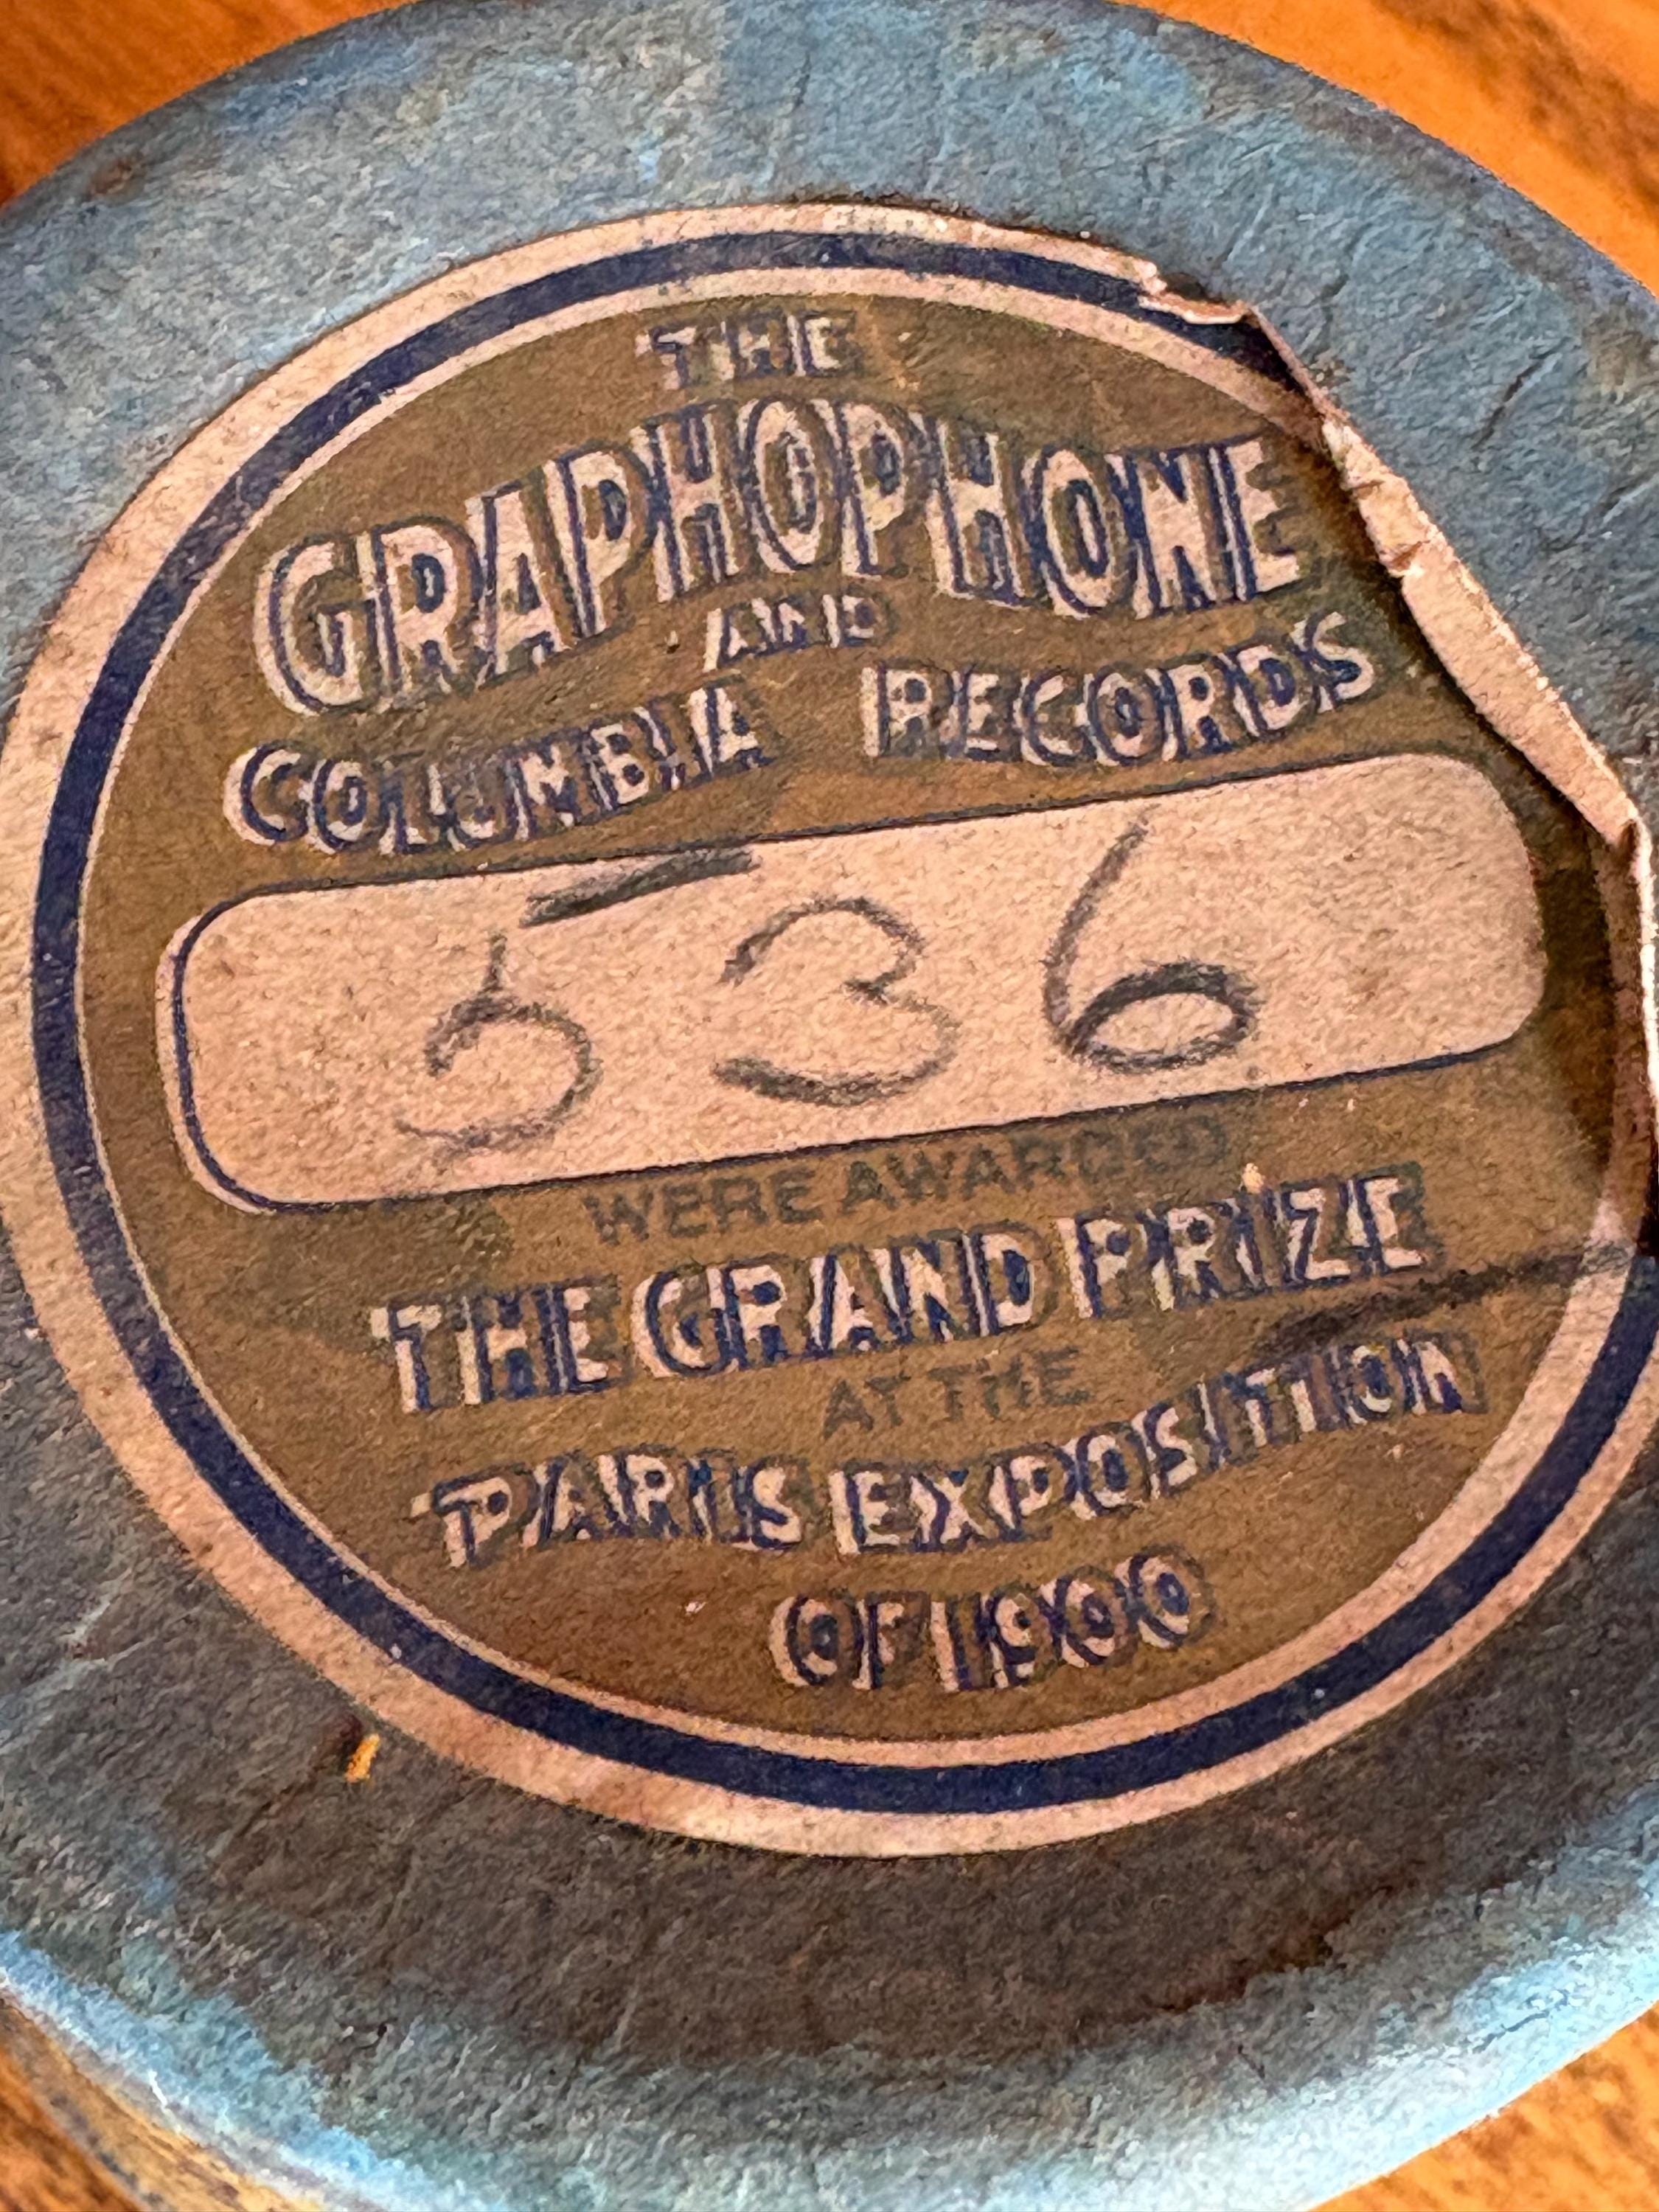 THE
GRAPHOPHONE
AND
COLUMBIA RECORDS
536
WERE AWARDED
THE GRAND PRIZE
AT THE
PARIS EXPOSITION
OF 1900